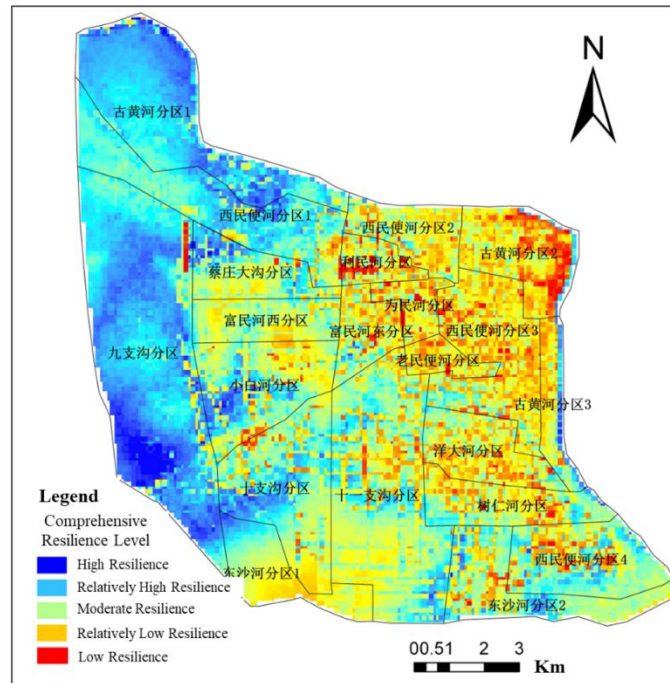 N
古黄河分区1
西民便河分区1
西民便河分区2
古黄河分区2
利民河分区
蔡庄大沟分区
为民河分区
富民河西分区
富民河东分区
西民便河分区3
九支沟分区
老民便河分区
小白河分区
古黄河分区3
洋大河分区
十支沟分区
十一支沟分区
树仁河分区
西民便河分区4
东沙河分区1
东沙河分区2
Legend
Comprehensive
Resilience Level
High Resilience
Relatively High Resilience
Moderate Resilience
Relatively Low Resilience
Low Resilience
00.51 2 3
Km